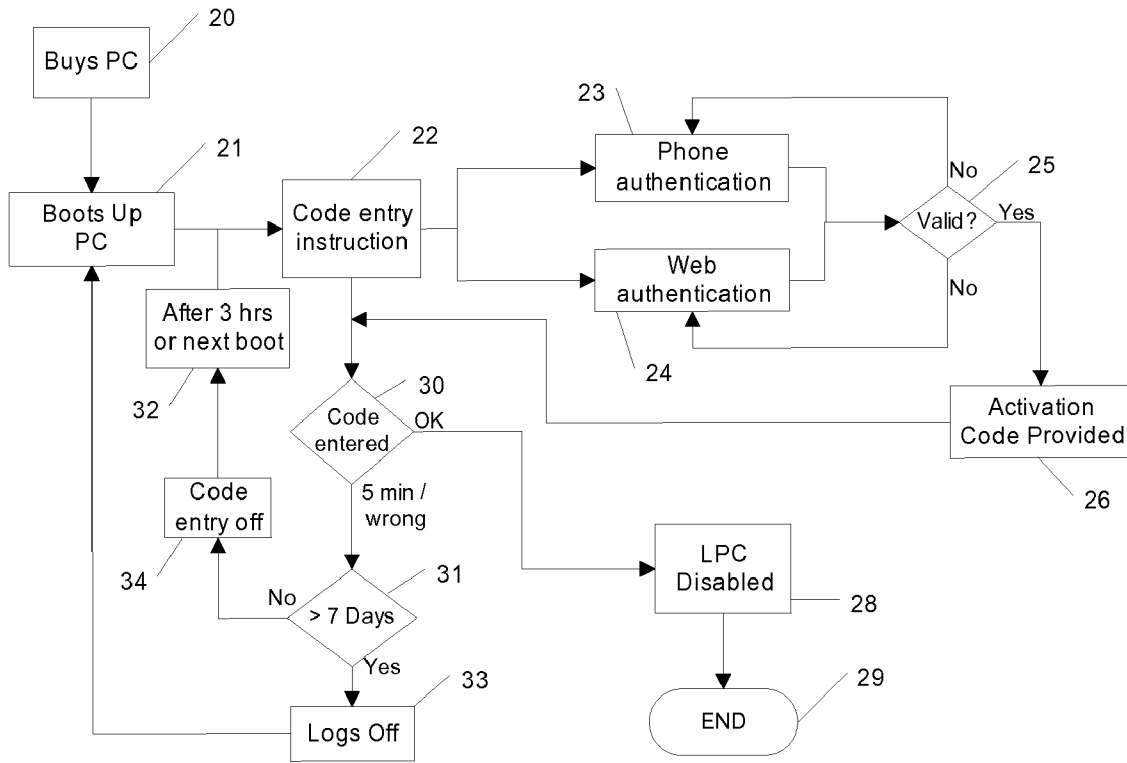 20
Buys PC
21
22
23
Boots Up
PC
Code entry
instruction
Phone
authentication
No
25
Valid?
Yes
Web
authentication
No
24
After 3 hrs
or next boot
32
30
Code
entered
OK
Activation
Code Provided
26
5 min /
wrong
Code
entry off
34
31
No
> 7 Days
Yes
LPC
Disabled
28
33
Logs Off
29
END